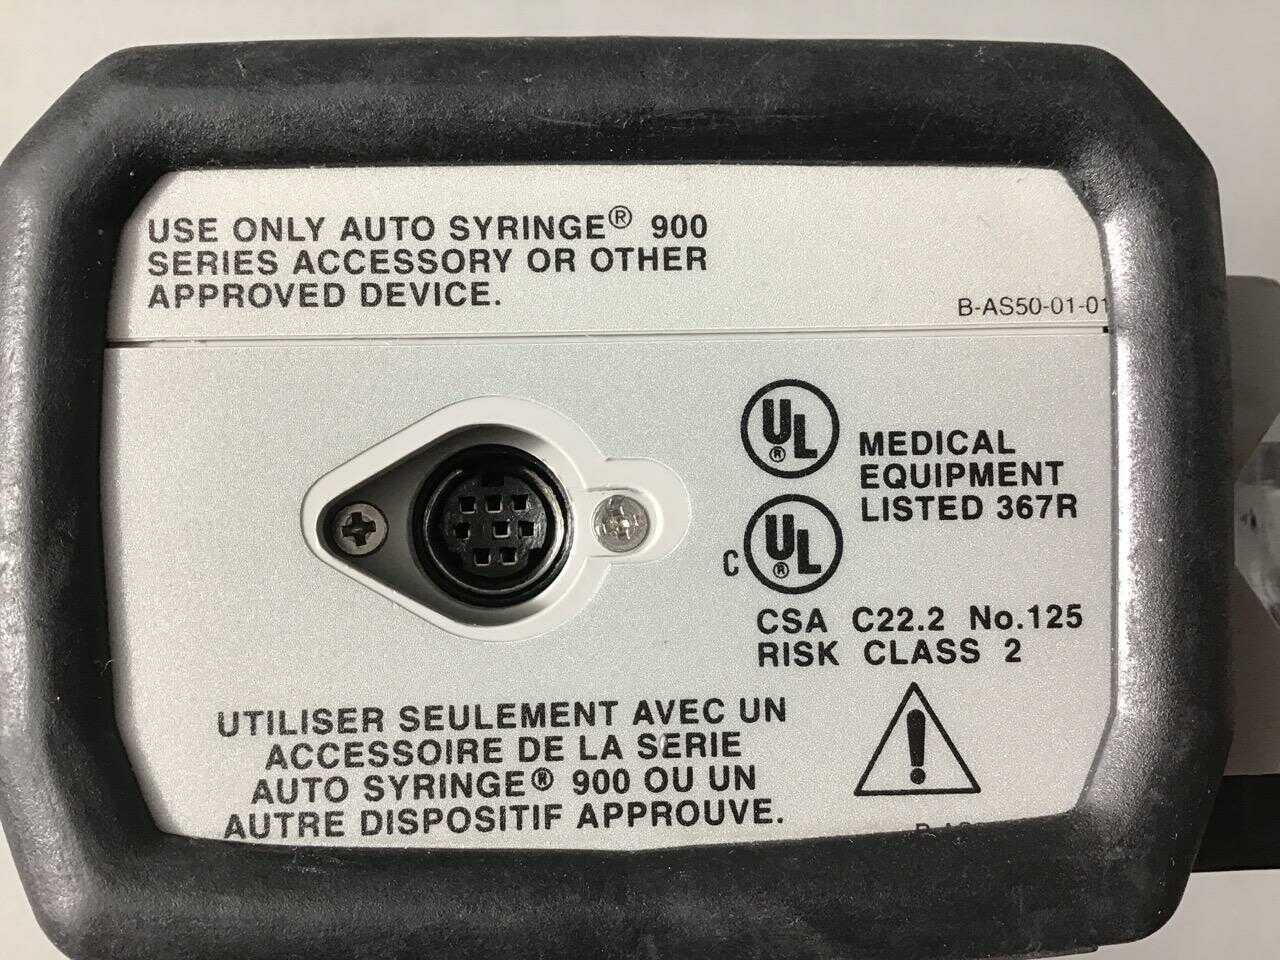 USE ONLY AUTO SYRINGE® 900
SERIES ACCESSORY OR OTHER
APPROVED DEVICE.
B-AS50-01-01
UL®
MEDICAL
EQUIPMENT
LISTED 367R
C UL®
CSA C22.2 No.125
RISK CLASS 2
UTILISER SEULEMENT AVEC UN
ACCESSOIRE DE LA SERIE
AUTO SYRINGE® 900 OU UN
AUTRE DISPOSITIF APPROUVE.